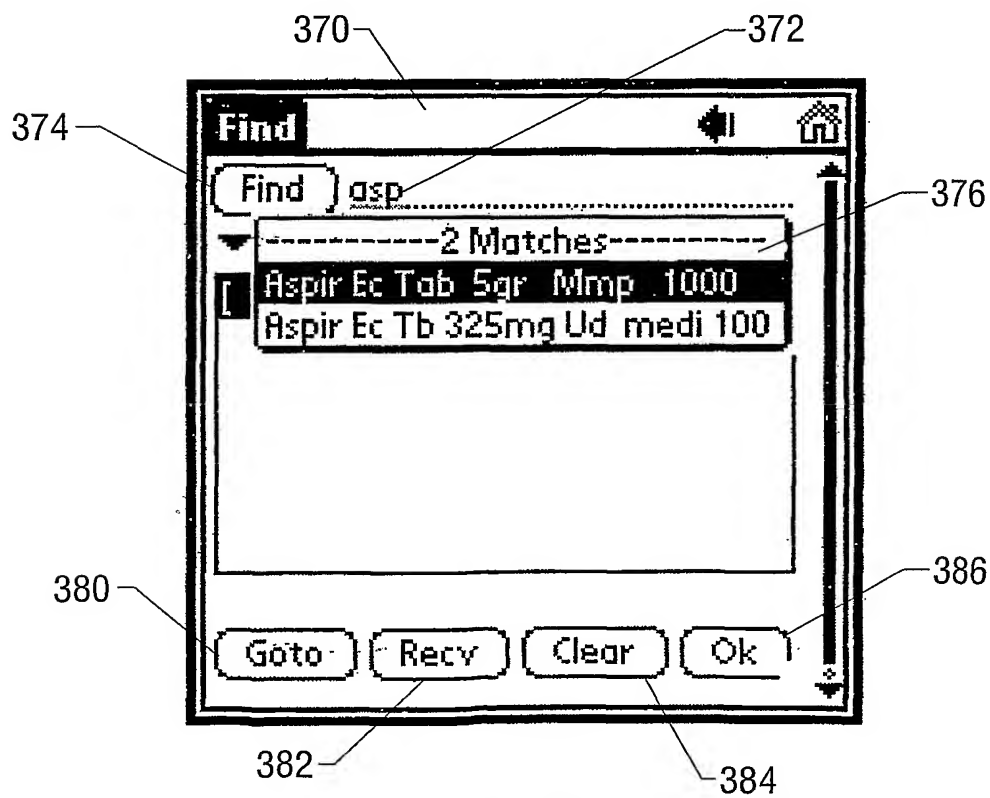 370 372
374 Find
Find asp 376
2 Matches
[ Aspir Ec Tab 5gr Mmp 1000
Aspir Ec Tb 325mg Ud medi 100
380 386
Goto Recv Clear Ok
382 384